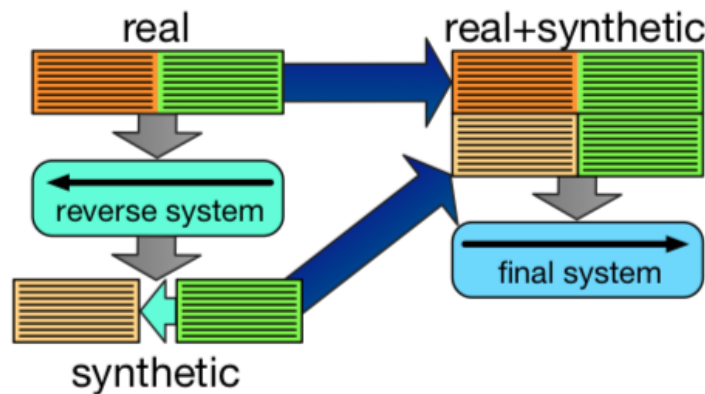 real
real+synthetic
reverse system
final system
synthetic